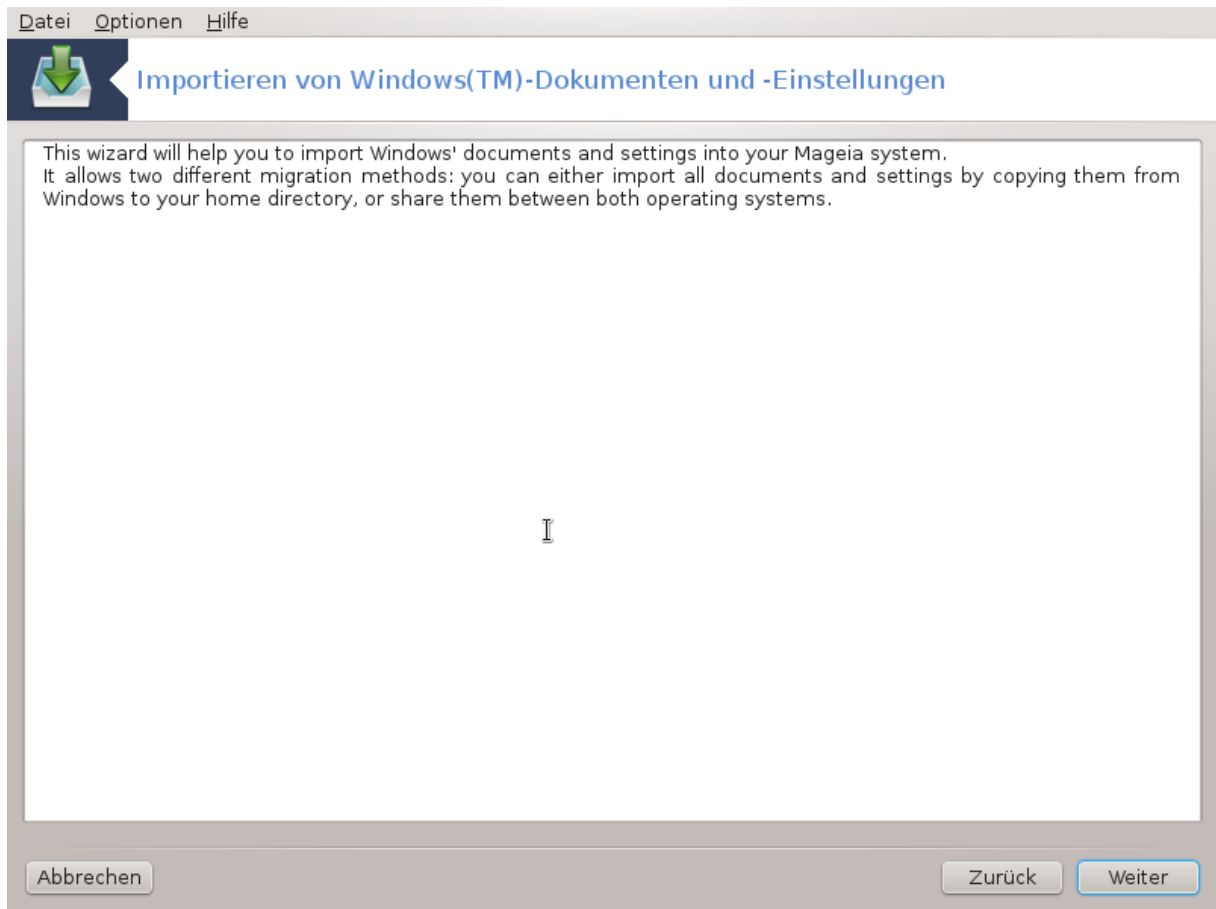 Datei Optionen Hilfe
Importieren von Windows(TM)-Dokumenten und -Einstellungen
This wizard will help you to import Windows' documents and settings into your Mageia system.
It allows two different migration methods: you can either import all documents and settings by copying them from
Windows to your home directory, or share them between both operating systems.
Abbrechen Zurück Weiter